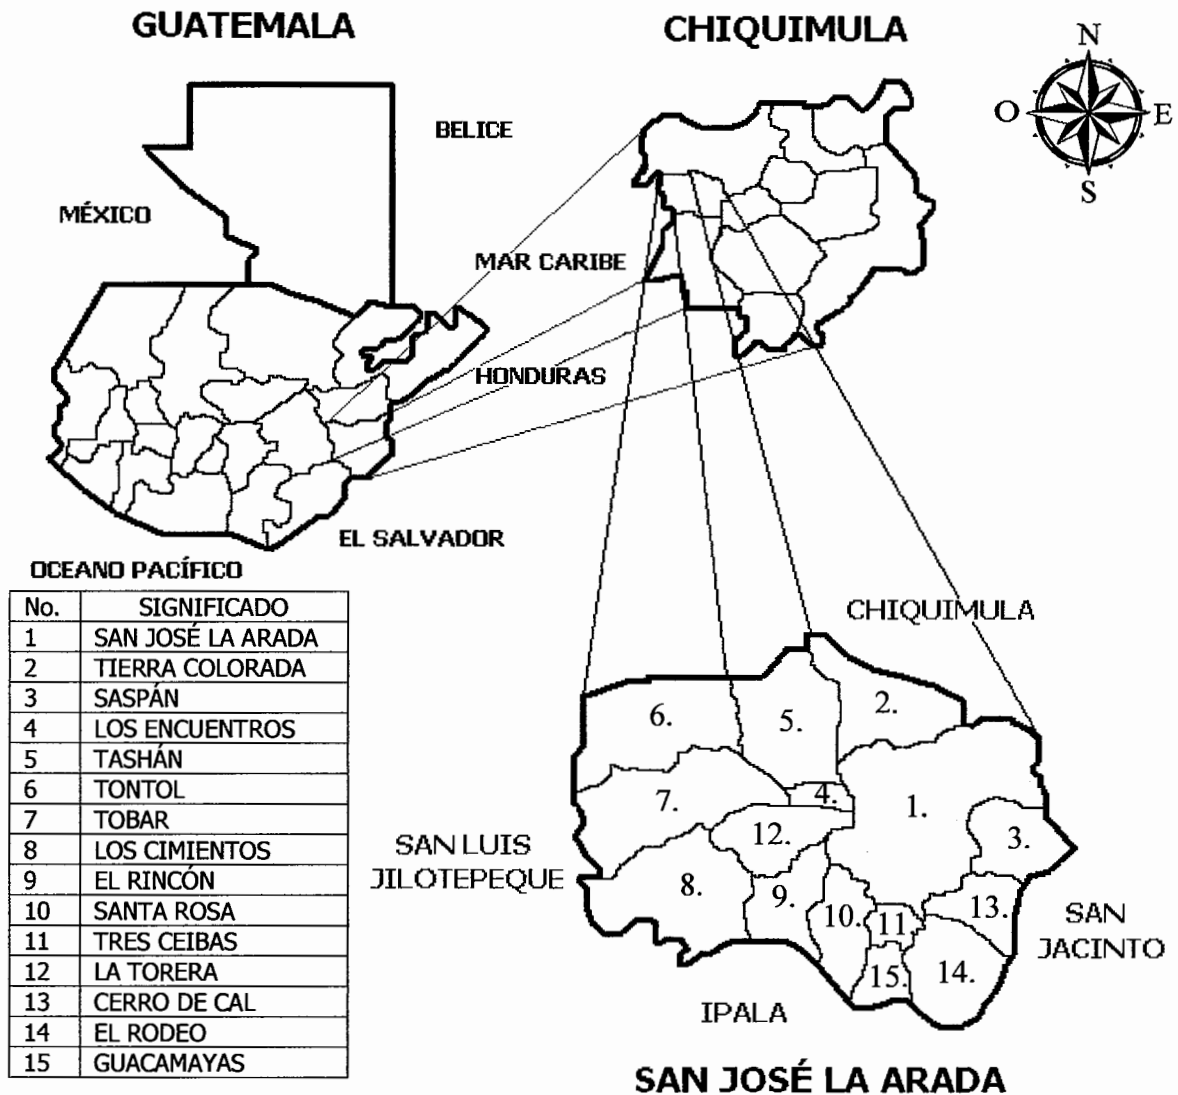 GUATEMALA
CHIQUIMULA
N
O
E
S
BELICE
MÉXICO
MAR CARIBE
HONDURAS
EL SALVADOR
OCEANO PACÍFICO
No. SIGNIFICADO
1 SAN JOSÉ LA ARADA
2 TIERRA COLORADA
3 SASPÁN
4 LOS ENCUENTROS
5 TASHÁN
6 TONTOL
7 TOBAR
8 LOS CIMIENTOS
9 EL RINCÓN
10 SANTA ROSA
11 TRES CEIBAS
12 LA TORERA
13 CERRO DE CAL
14 EL RODEO
15 GUACAMAYAS
CHIQUIMULA
6.
5.
2.
7.
4.
1.
12.
3.
8.
9.
10.
11
13.
15.
14.
SAN LUIS
JILOTEPEQUE
SAN
JACINTO
IPALA
SAN JOSÉ LA ARADA